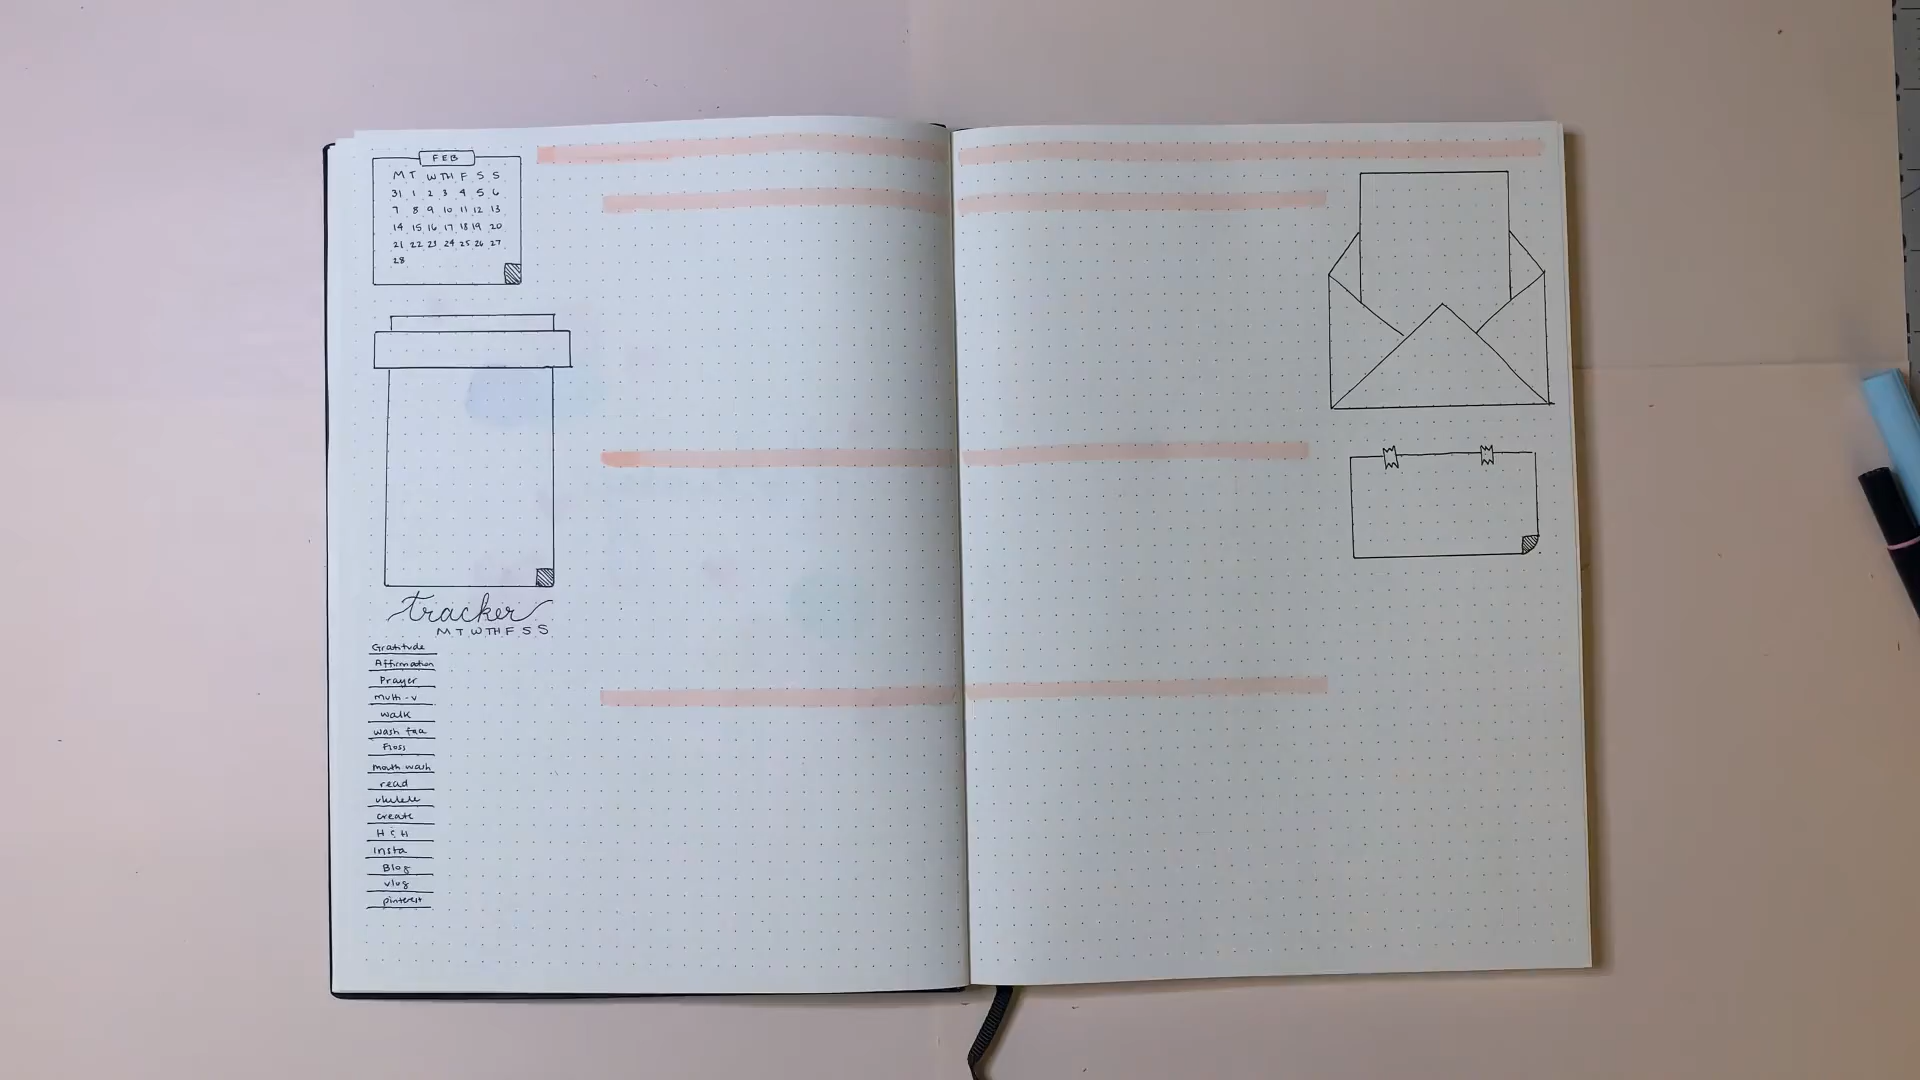 FEB
M T W TH F S S
31 1 2 3 4 5 6
7 8 9 10 11 12 13
14 15 16 17 18 19 20
21 22 23 24 25 26 27
28
tracker
M T W TH F S S
Gratitude
Affirmation
Prayer
multi-v
walk
wash face
Floss
mouth wash
read
ukulele
create
H & H
Insta
Blog
vlog
pinterest